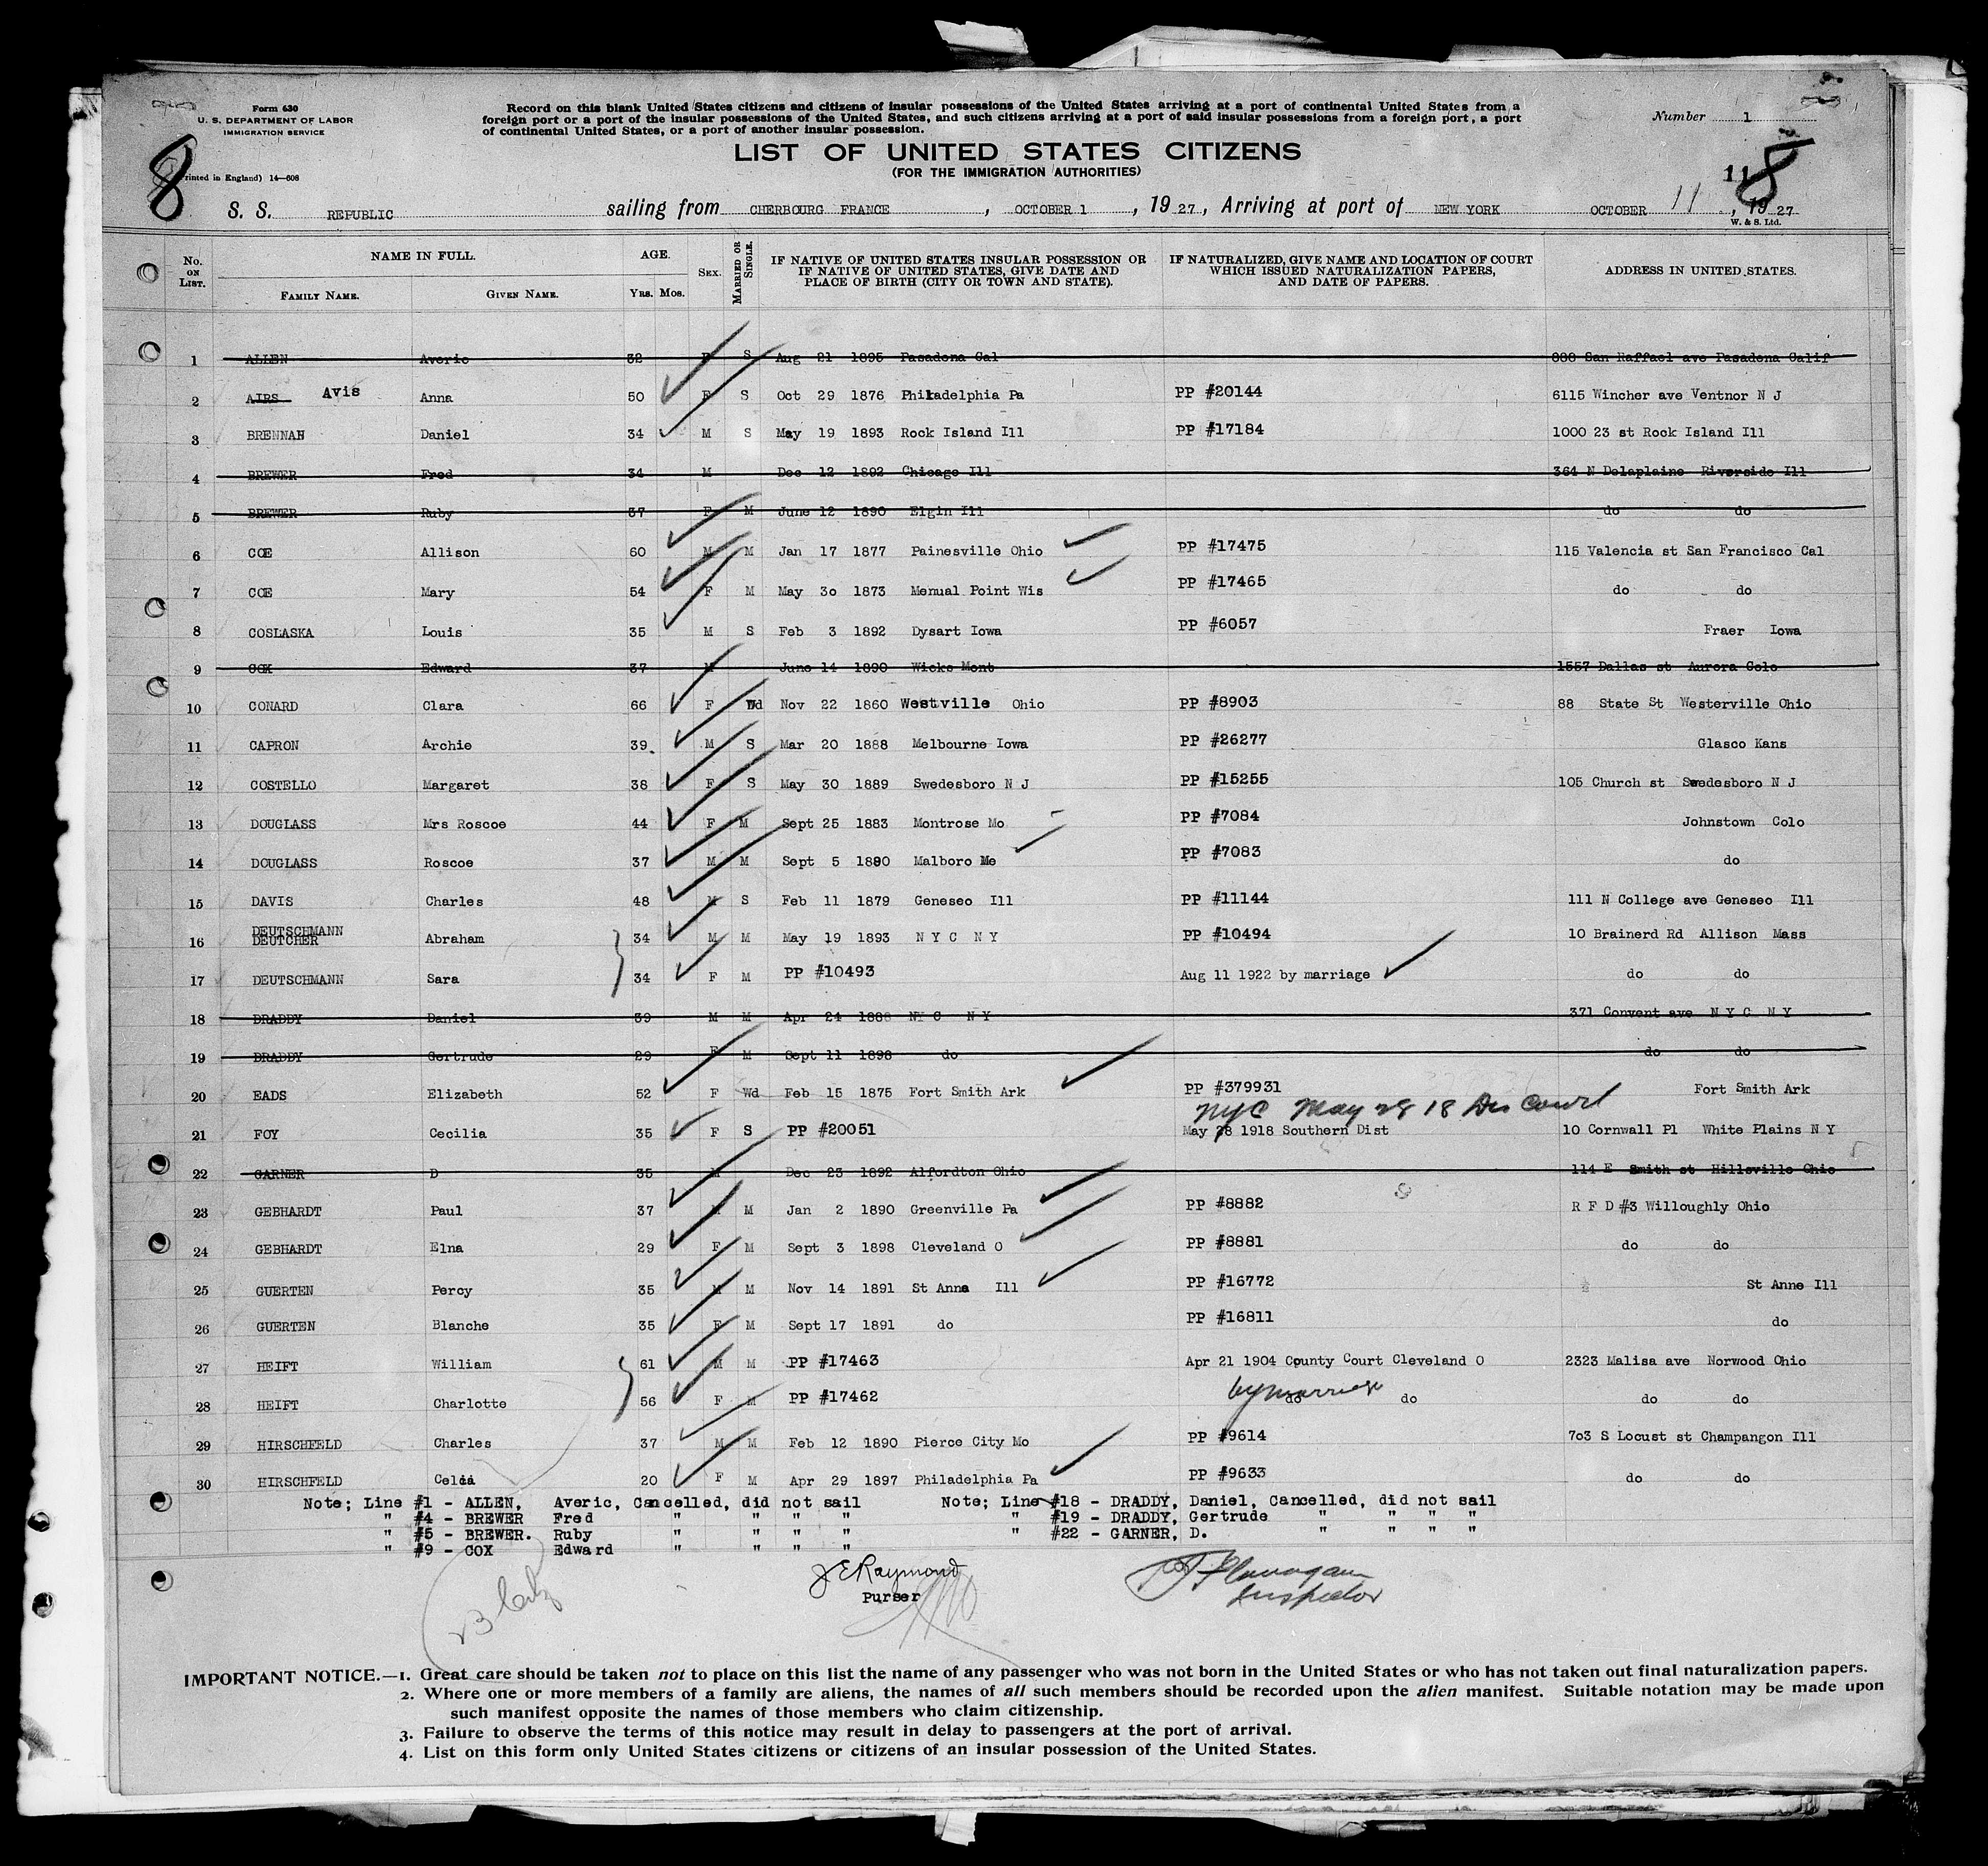 Form 630
U. S. DEPARTMENT OF LABOR
IMMIGRATION SERVICE
Record on this blank United States citizens and citizens of insular possessions of the United States arriving at a port of continental United States from a
foreign port or a port of the insular possessions of the United States, and such citizens arriving at a port of said insular possessions from a foreign port, a port
of continental United States, or a port of another insular possession.
Number 1
LIST OF UNITED STATES CITIZENS
(FOR THE IMMIGRATION AUTHORITIES)
8
rinted in England) 14—608
11
8
S. S. REPUBLIC sailing from CHERBOURG FRANCE, OCTOBER 1, 1927, Arriving at port of NEW YORK OCTOBER 11, 1927
W. & S. Ltd.
No. ON LIST. NAME IN FULL. FAMILY NAME. GIVEN NAME. AGE. YRS. MOS. SEX. MARRIED OR SINGLE. IF NATIVE OF UNITED STATES INSULAR POSSESSION OR IF NATIVE OF UNITED STATES, GIVE DATE AND PLACE OF BIRTH (CITY OR TOWN AND STATE). IF NATURALIZED, GIVE NAME AND LOCATION OF COURT WHICH ISSUED NATURALIZATION PAPERS, AND DATE OF PAPERS. ADDRESS IN UNITED STATES.
1 ALLEN Averic 32 F S Aug 21 1895 Pasadena Cal 888 San Raffael ave Pasadena Calif
2 AIRS Avis Anna 50 F S Oct 29 1876 Philadelphia Pa PP #20144 6115 Wincher ave Ventnor N J
3 BRENNAN Daniel 34 M S May 19 1893 Rock Island Ill PP #17184 1000 23 st Rock Island Ill
4 BREWER Fred 34 M Dec 12 1892 Chicago Ill 364 N Delaplaine Riverside Ill
5 BREWER Ruby 37 F M June 12 1890 Elgin Ill do do
6 COE Allison 60 M M Jan 17 1877 Painesville Ohio PP #17475 115 Valencia st San Francisco Cal
7 COE Mary 54 F M May 3o 1873 Menual Point Wis PP #17465 do do
8 COSLASKA Louis 35 M S Feb 3 1892 Dysart Iowa PP #6057 Fraer Iowa
9 COX Edward 37 M June 14 1890 Wicks Mont 1557 Dallas st Aurora Colo
10 CONARD Clara 66 F Wd Nov 22 1860 Westville Ohio PP #8903 88 State St Westerville Ohio
11 CAPRON Archie 39. M S Mar 20 1888 Melbourne Iowa PP #26277 Glasco Kans
12 COSTELLO Margaret 38 F S May 30 1889 Swedesboro N J PP #15255 105 Church st Swedesboro N J
13 DOUGLASS Mrs Roscoe 44 F M Sept 25 1883 Montrose Mo PP #7084 Johnstown Colo
14 DOUGLASS Roscoe 37 M M Sept 5 1890 Malboro Me PP #7083 do
15 DAVIS Charles 48 M S Feb 11 1879 Geneseo Ill PP #11144 111 N College ave Geneseo Ill
16 DEUTSCHMANN DEUTCHER Abraham 34 M M May 19 1893 N Y C N Y PP #10494 10 Brainerd Rd Allison Mass
17 DEUTSCHMANN Sara 34 F M PP #10493 Aug 11 1922 by marriage do do
18 DRADDY Daniel 39 M M Apr 24 1888 N Y C N Y 371 Convent ave N Y C N Y
19 DRADDY Gertrude 29 F M Sept 11 1898 do do do
20 EADS Elizabeth 52 F Wd Feb 15 1875 Fort Smith Ark PP #379931 Fort Smith Ark
NYC May 28 18 Dis Court
21 FOY Cecilia 35 F S PP #20051 May 28 1918 Southern Dist 10 Cornwall Pl White Plains N Y
22 GARNER D 35 M Dec 23 1892 Alfordton Ohio 114 E Smith st Hillsville Ohio
23 GEBHARDT Paul 37 M M Jan 2 1890 Greenville Pa PP #8882 R F D #3 Willoughly Ohio
24 GEBHARDT Elna 29 F M Sept 3 1898 Cleveland O PP #8881 do do
25 GUERTEN Percy 35 M M Nov 14 1891 St Anna Ill PP #16772 St Anne Ill
26 GUERTEN Blanche 35 F M Sept 17 1891 do PP #16811 do
27 HEIFT William 61 M M PP #17463 Apr 21 1904 County Court Cleveland O 2323 Malisa ave Norwood Ohio
28 HEIFT Charlotte 56 F M PP #17462 by marriage do do do do
29 HIRSCHFELD Charles 37 M M Feb 12 1890 Pierce City Mo PP #9614 7o3 S Locust st Champangon Ill
30 HIRSCHFELD Celia 20 F M Apr 29 1897 Philadelphia Pa PP #9633 do do
Note; Line #1 - ALLEN, Averic, Cancelled, did not sail Note; Line #18 - DRADDY, Daniel, Cancelled, did not sail
" #4 - BREWER Fred " " " " " #19 - DRADDY, Gertrude " " " "
" #5 - BREWER. Ruby " " " " " #22 - GARNER, D. " " " "
" #9 - COX Edward " " " "
J E Raymond
Purser
Flanagan
Inspector
IMPORTANT NOTICE.—1. Great care should be taken not to place on this list the name of any passenger who was not born in the United States or who has not taken out final naturalization papers.
2. Where one or more members of a family are aliens, the names of all such members should be recorded upon the alien manifest. Suitable notation may be made upon
such manifest opposite the names of those members who claim citizenship.
3. Failure to observe the terms of this notice may result in delay to passengers at the port of arrival.
4. List on this form only United States citizens or citizens of an insular possession of the United States.